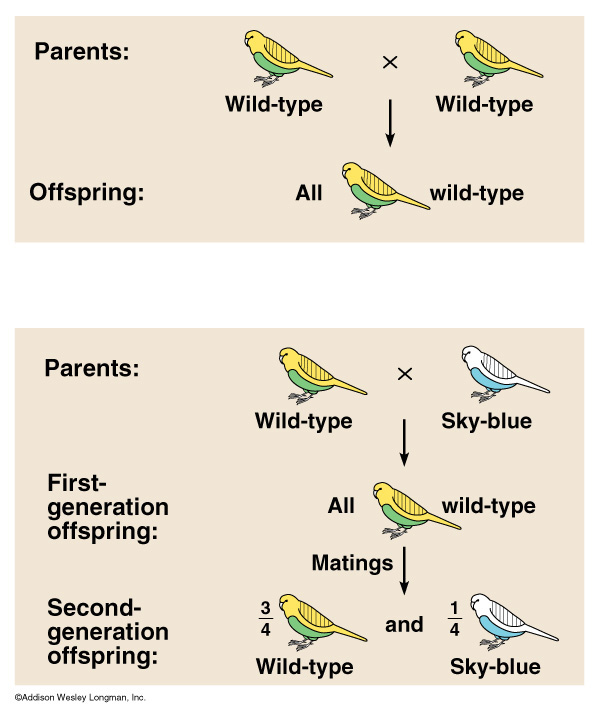 Parents:
×
Wild-type Wild-type
Offspring: All wild-type
Parents:
×
Wild-type Sky-blue
First-
generation
offspring:
All wild-type
Matings
Second-
generation
offspring:
3/4 and 1/4
Wild-type Sky-blue
©Addison Wesley Longman, Inc.